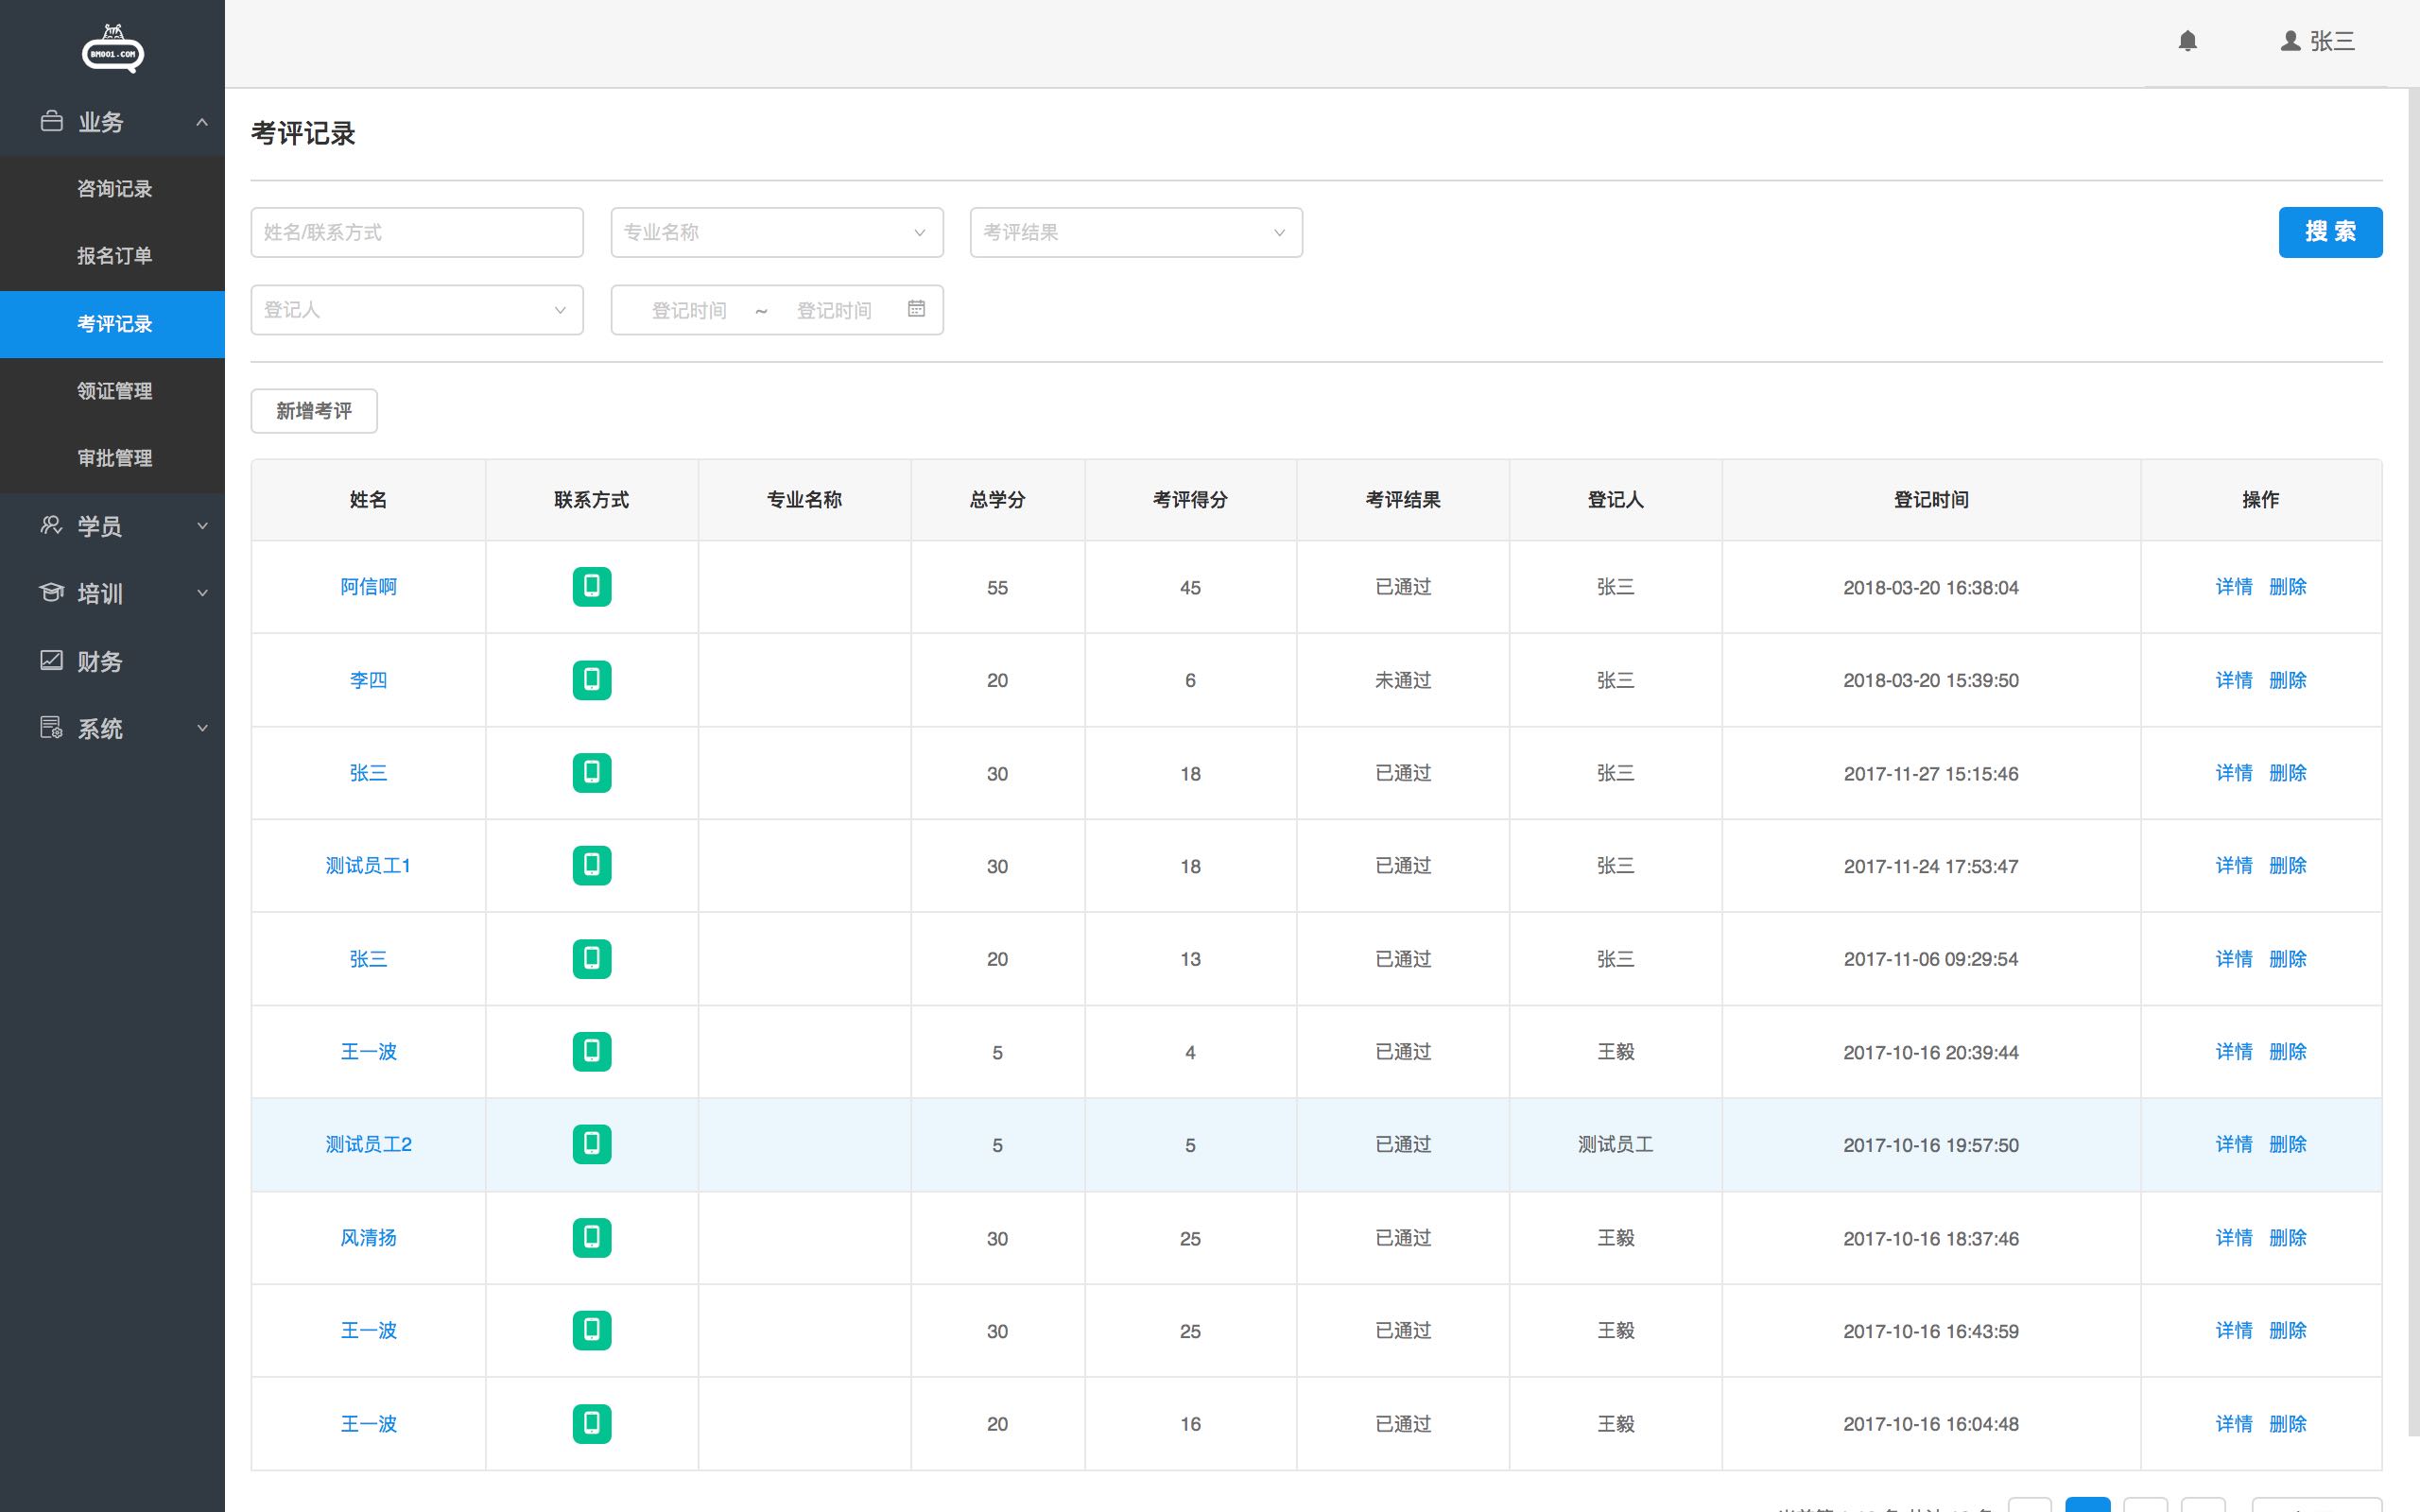 BM001.COM
张三
业务
咨询记录
报名订单
考评记录
领证管理
审批管理
学员
培训
财务
系统
考评记录
姓名/联系方式 专业名称 考评结果 搜 索
登记人 登记时间 ~ 登记时间
新增考评
姓名 联系方式 专业名称 总学分 考评得分 考评结果 登记人 登记时间 操作
阿信啊 55 45 已通过 张三 2018-03-20 16:38:04 详情 删除
李四 20 6 未通过 张三 2018-03-20 15:39:50 详情 删除
张三 30 18 已通过 张三 2017-11-27 15:15:46 详情 删除
测试员工1 30 18 已通过 张三 2017-11-24 17:53:47 详情 删除
张三 20 13 已通过 张三 2017-11-06 09:29:54 详情 删除
王一波 5 4 已通过 王毅 2017-10-16 20:39:44 详情 删除
测试员工2 5 5 已通过 测试员工 2017-10-16 19:57:50 详情 删除
风清扬 30 25 已通过 王毅 2017-10-16 18:37:46 详情 删除
王一波 30 25 已通过 王毅 2017-10-16 16:43:59 详情 删除
王一波 20 16 已通过 王毅 2017-10-16 16:04:48 详情 删除